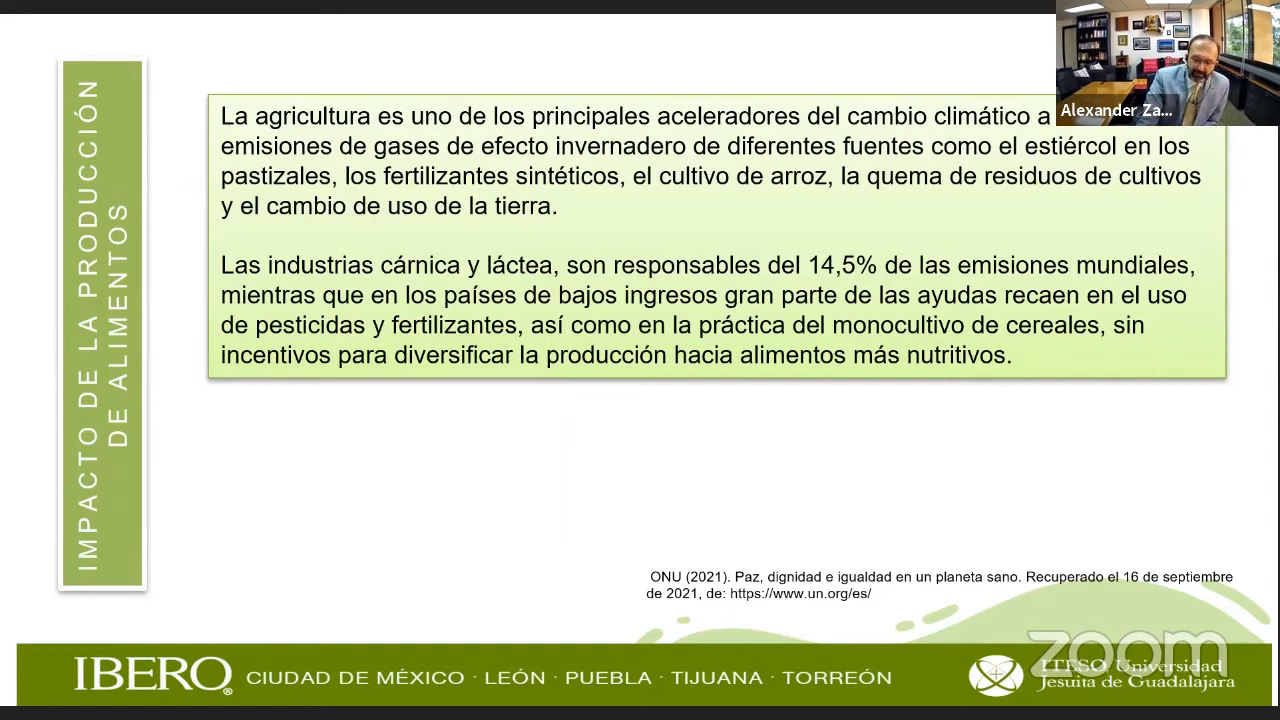 IMPACTO DE LA PRODUCCIÓN
DE ALIMENTOS
La agricultura es uno de los principales aceleradores del cambio climático a
emisiones de gases de efecto invernadero de diferentes fuentes como el estiércol en los
pastizales, los fertilizantes sintéticos, el cultivo de arroz, la quema de residuos de cultivos
y el cambio de uso de la tierra.
Las industrias cárnica y láctea, son responsables del 14,5% de las emisiones mundiales,
mientras que en los países de bajos ingresos gran parte de las ayudas recaen en el uso
de pesticidas y fertilizantes, así como en la práctica del monocultivo de cereales, sin
incentivos para diversificar la producción hacia alimentos más nutritivos.
Alexander Za...
ONU (2021). Paz, dignidad e igualdad en un planeta sano. Recuperado el 16 de septiembre
de 2021, de: https://www.un.org/es/
IBERO® CIUDAD DE MÉXICO · LEÓN · PUEBLA · TIJUANA · TORREÓN
ITESO, Universidad
Jesuita de Guadalajara
zoom